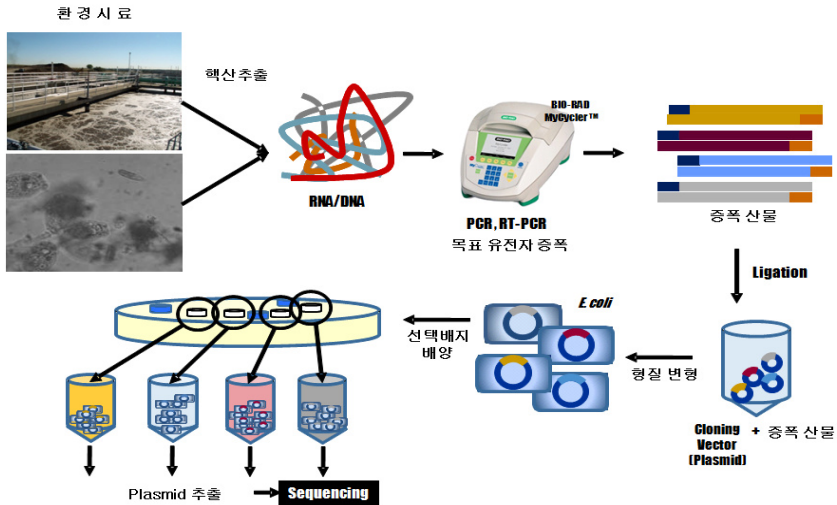 환경시료
핵산추출
RNA/DNA
BIO-RAD
MyCycler™
PCR, RT-PCR
목표 유전자 증폭
증폭 산물
Ligation
Cloning
Vector
(Plasmid)
+ 증폭 산물
형질 변형
E coli
선택배지
배양
Plasmid 추출
Sequencing